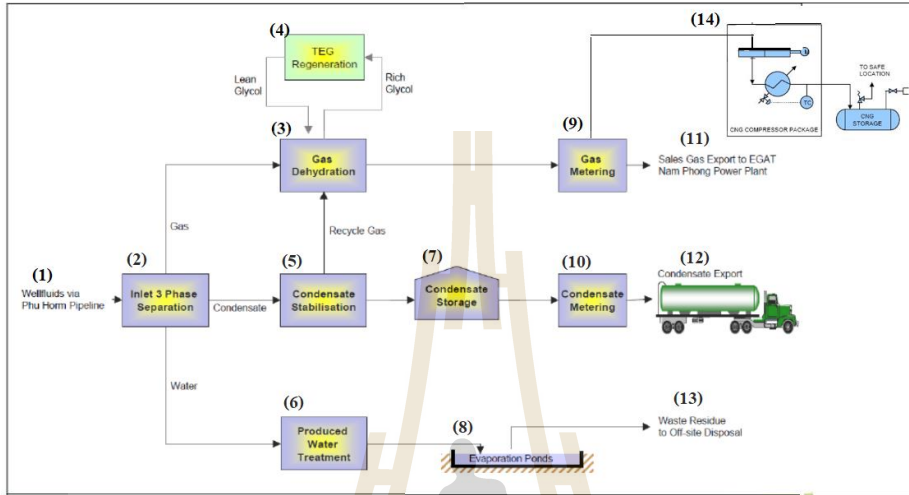 (14)
(4)
TEG
Regeneration
Lean
Glycol
Rich
Glycol
TO SAFE
LOCATION
TC
CNG
STORAGE
CNG COMPRESSOR PACKAGE
(3)
Gas
Dehydration
(9)
Gas
Metering
(11)
Sales Gas Export to EGAT
Nam Phong Power Plant
Gas
Recycle Gas
(1)
Wellfluids via
Phu Horm Pipeline
(2)
Inlet 3 Phase
Separation
Condensate
(5)
Condensate
Stabilisation
(7)
Condensate
Storage
(10)
Condensate
Metering
(12)
Condensate Export
Water
(6)
Produced
Water
Treatment
(8)
Evaporation Ponds
(13)
Waste Residue
to Off-site Disposal